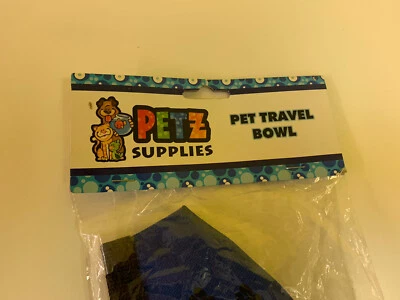 PETZ
SUPPLIES
PET TRAVEL
BOWL